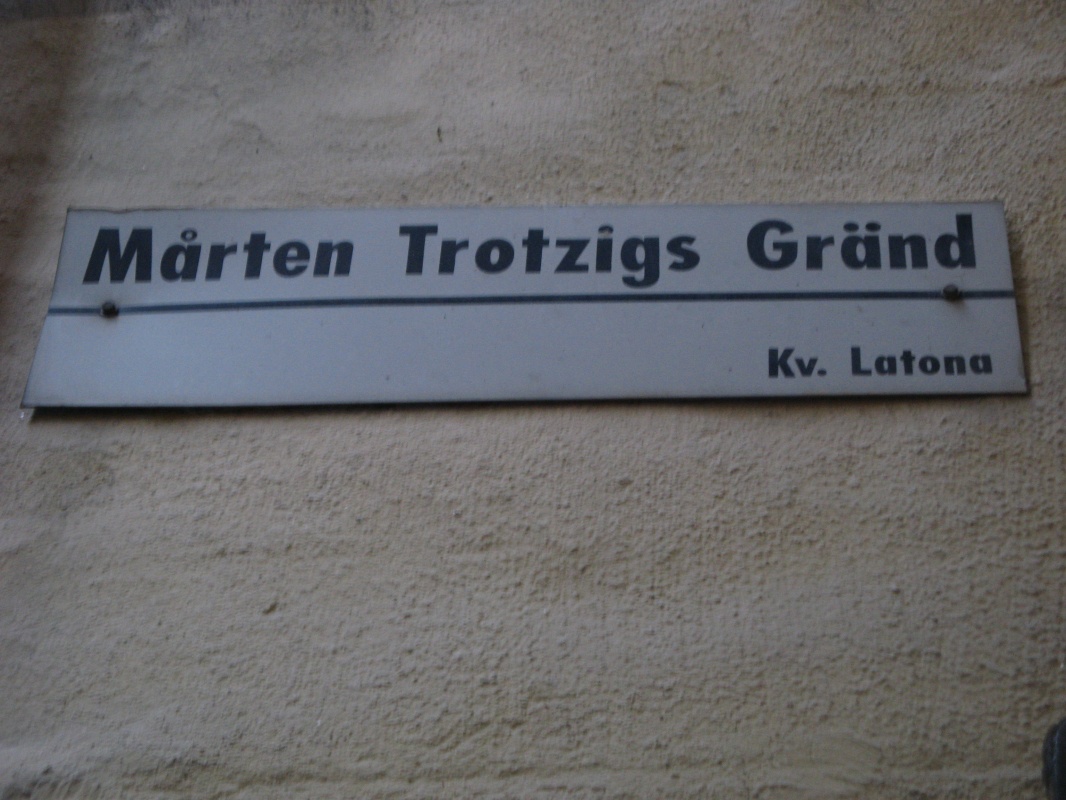 Mårten Trotzigs Gränd
Kv. Latona